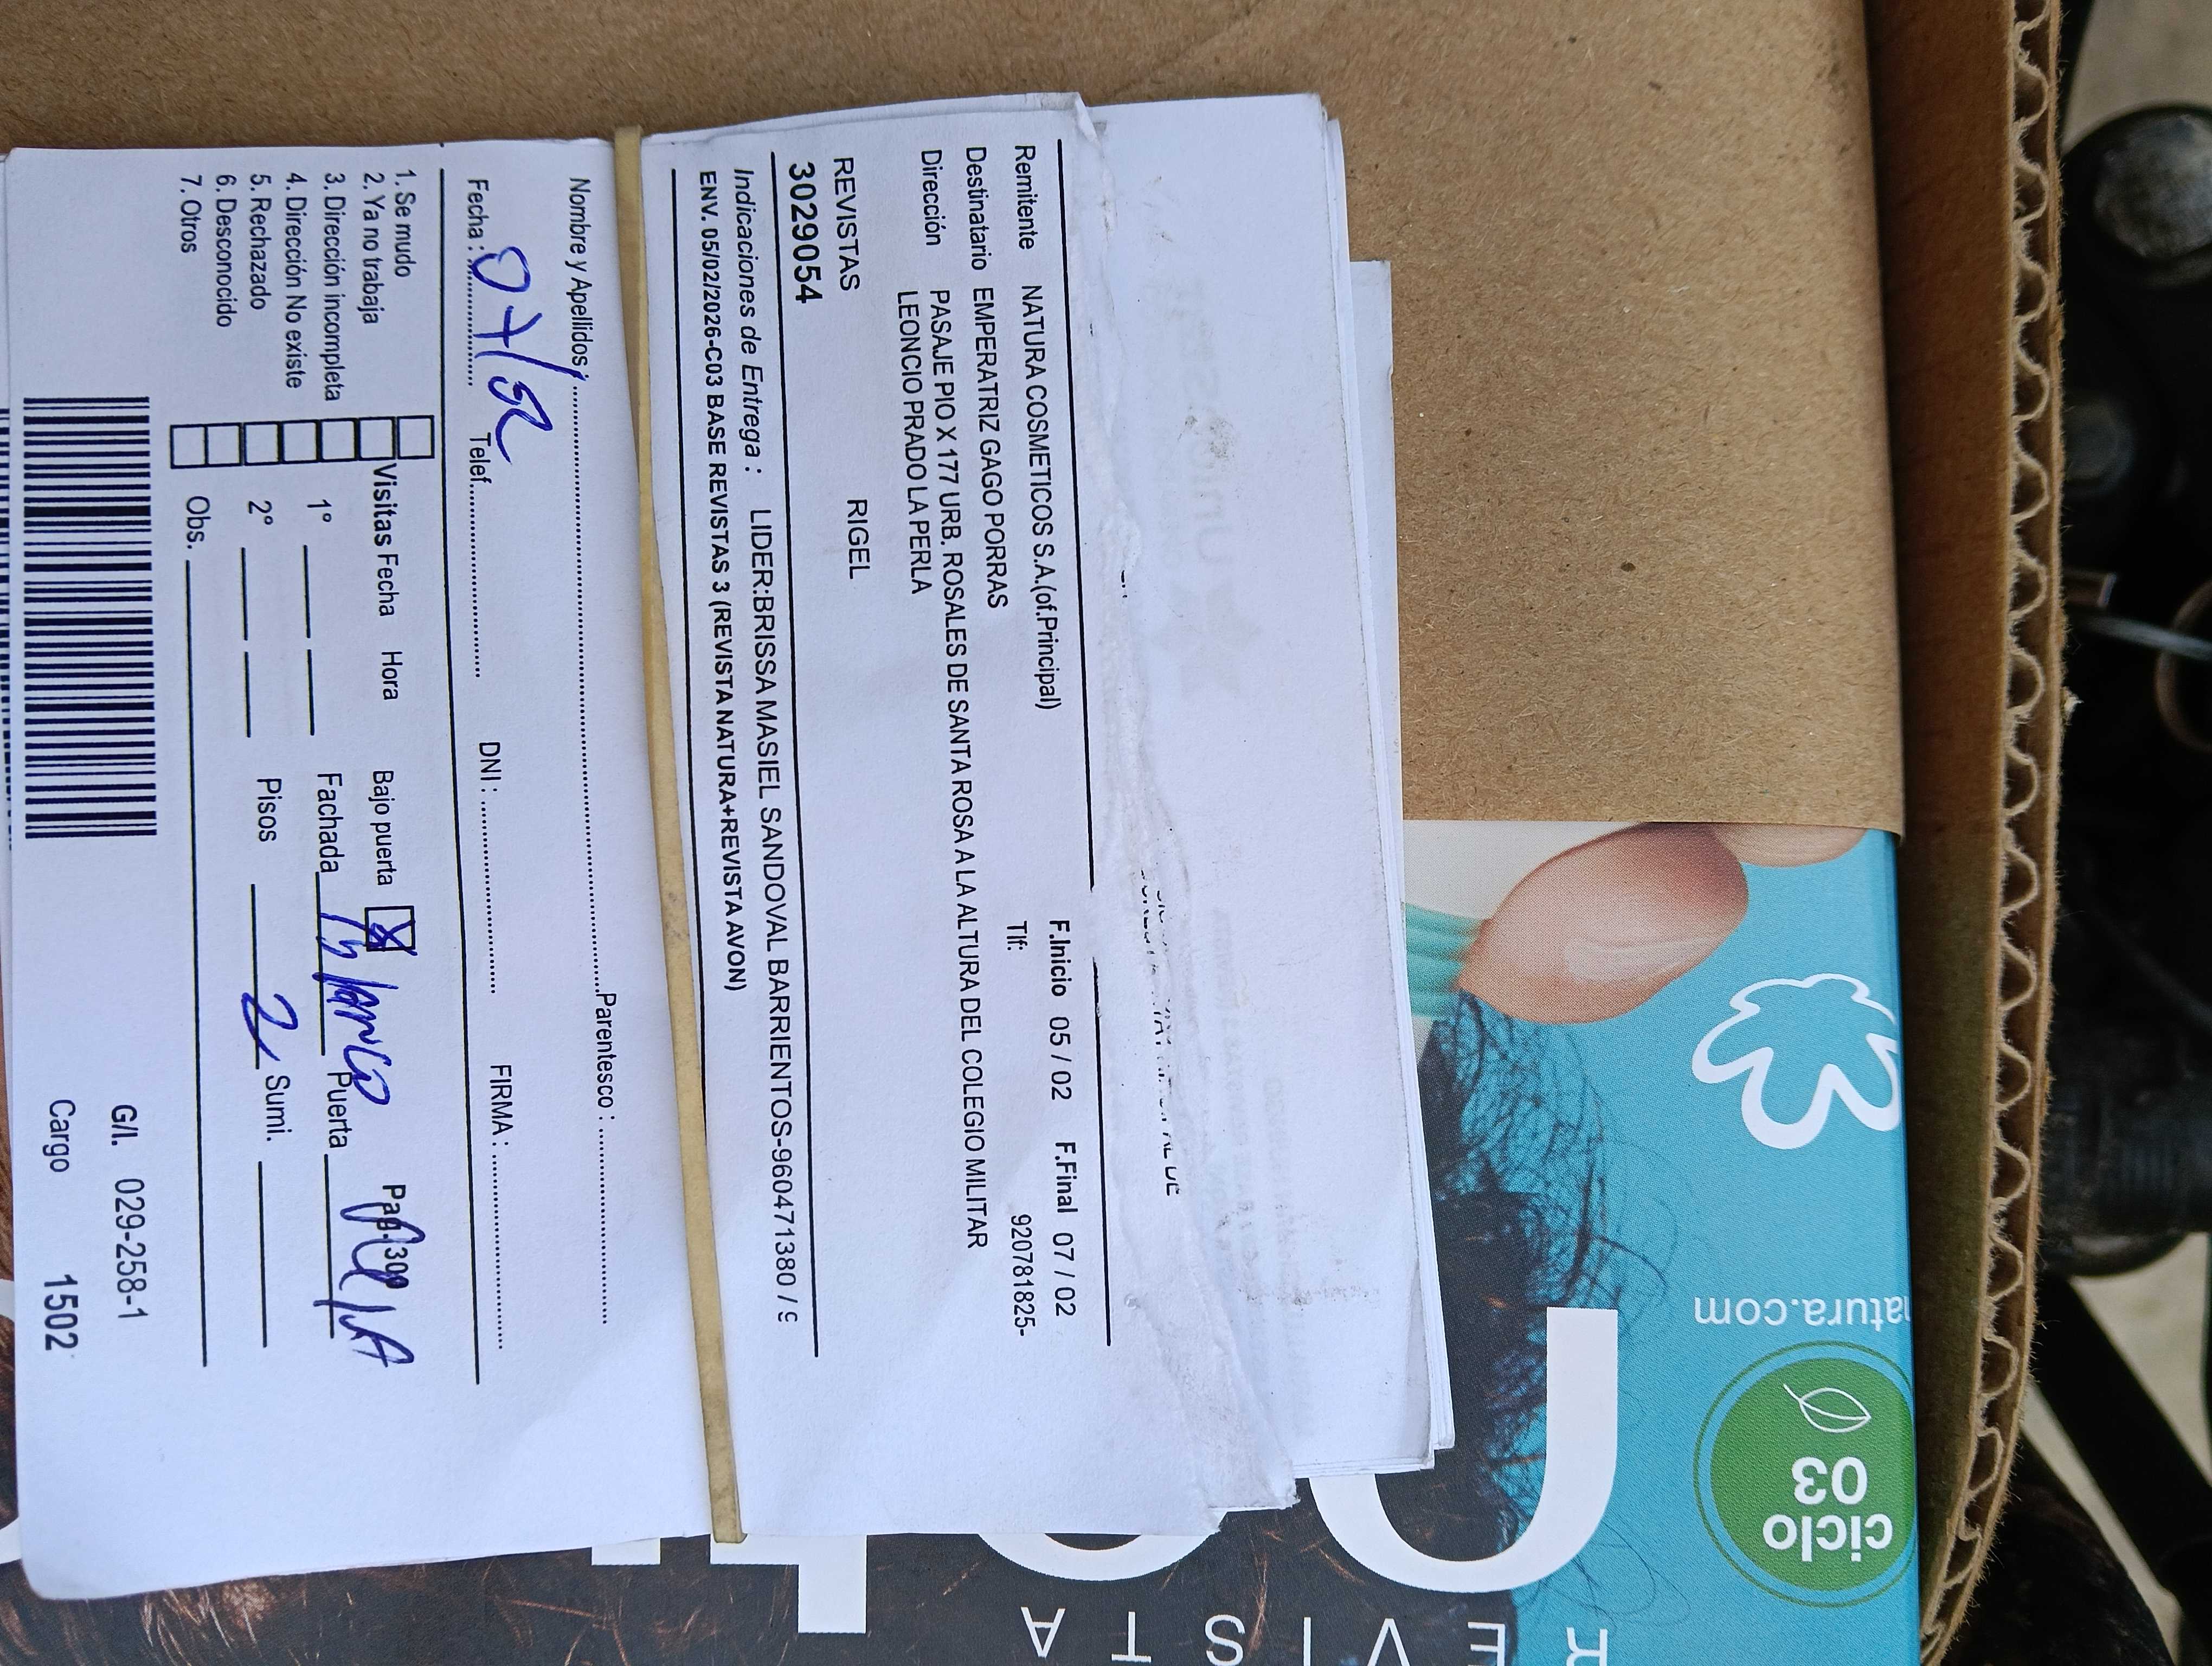 Remitente NATURA COSMETICOS S.A.(of.Principal) F.Inicio 05 / 02 F.Final 07 / 02
Destinatario EMPERATRIZ GAGO PORRAS Tlf: 920781825-
Dirección PASAJE PIO X 177 URB. ROSALES DE SANTA ROSA A LA ALTURA DEL COLEGIO MILITAR
LEONCIO PRADO LA PERLA
REVISTAS RIGEL
3029054
Indicaciones de Entrega : LIDER:BRISSA MASIEL SANDOVAL BARRIENTOS-960471380 / 9
ENV. 05/02/2026-C03 BASE REVISTAS 3 (REVISTA NATURA+REVISTA AVON)
Nombre y Apellidos : Parentesco :
Fecha : 07/02 Telef. DNI : FIRMA :
1. Se mudo
2. Ya no trabaja
3. Dirección incompleta
4. Dirección No existe
5. Rechazado
6. Desconocido
7. Otros
Visitas Fecha Hora
1°
2°
Obs.
Bajo puerta X Pag-309
Fachada blanco Puerta
Pisos 2 Sumi.
G/I. 029-258-1
Cargo 1502
natura.com
ciclo
03
REVISTA